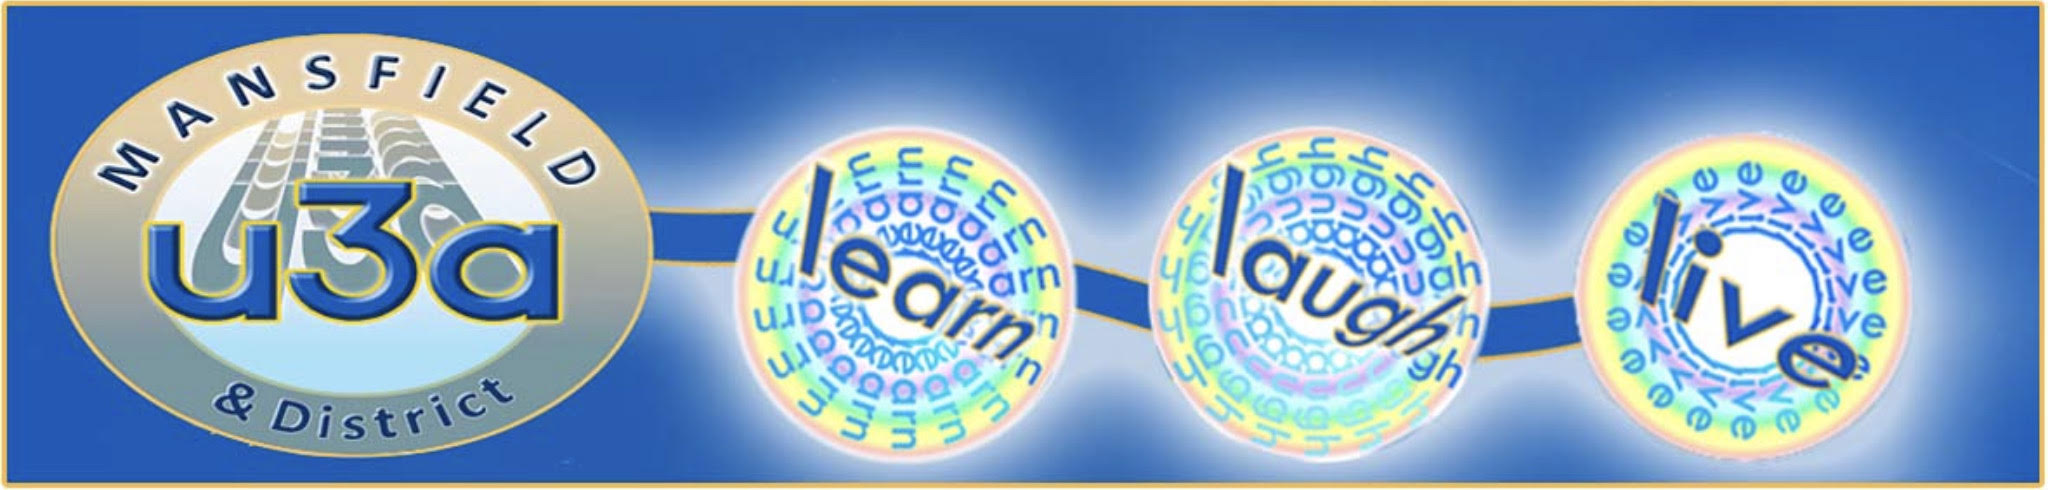 MANSFIELD
u3a
& District
learn
laugh
live